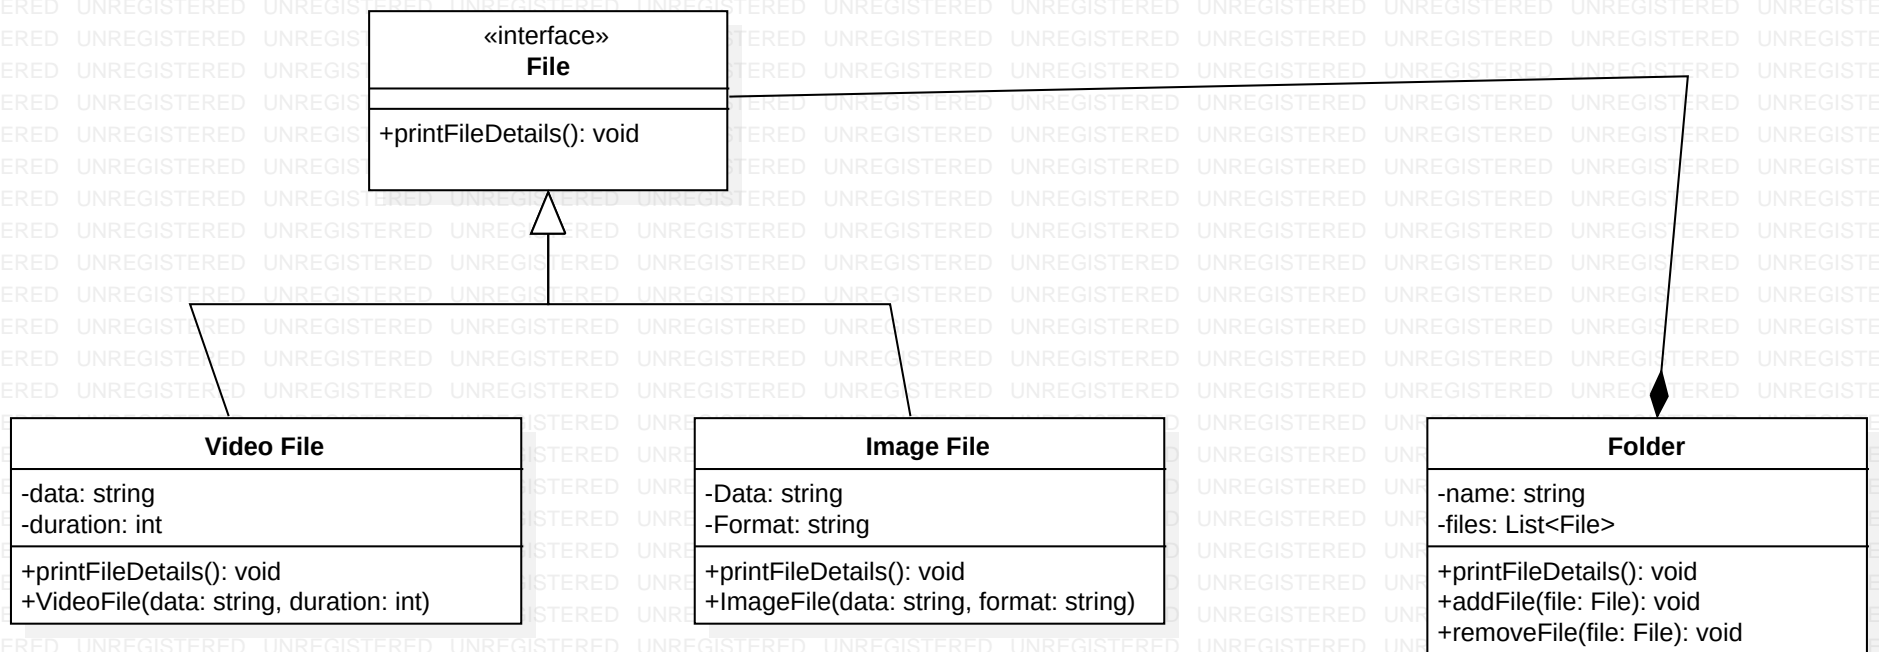 «interface»
File
+printFileDetails(): void
Video File
-data: string
-duration: int
+printFileDetails(): void
+VideoFile(data: string, duration: int)
Image File
-Data: string
-Format: string
+printFileDetails(): void
+ImageFile(data: string, format: string)
Folder
-name: string
-files: List<File>
+printFileDetails(): void
+addFile(file: File): void
+removeFile(file: File): void
UNREGISTERED